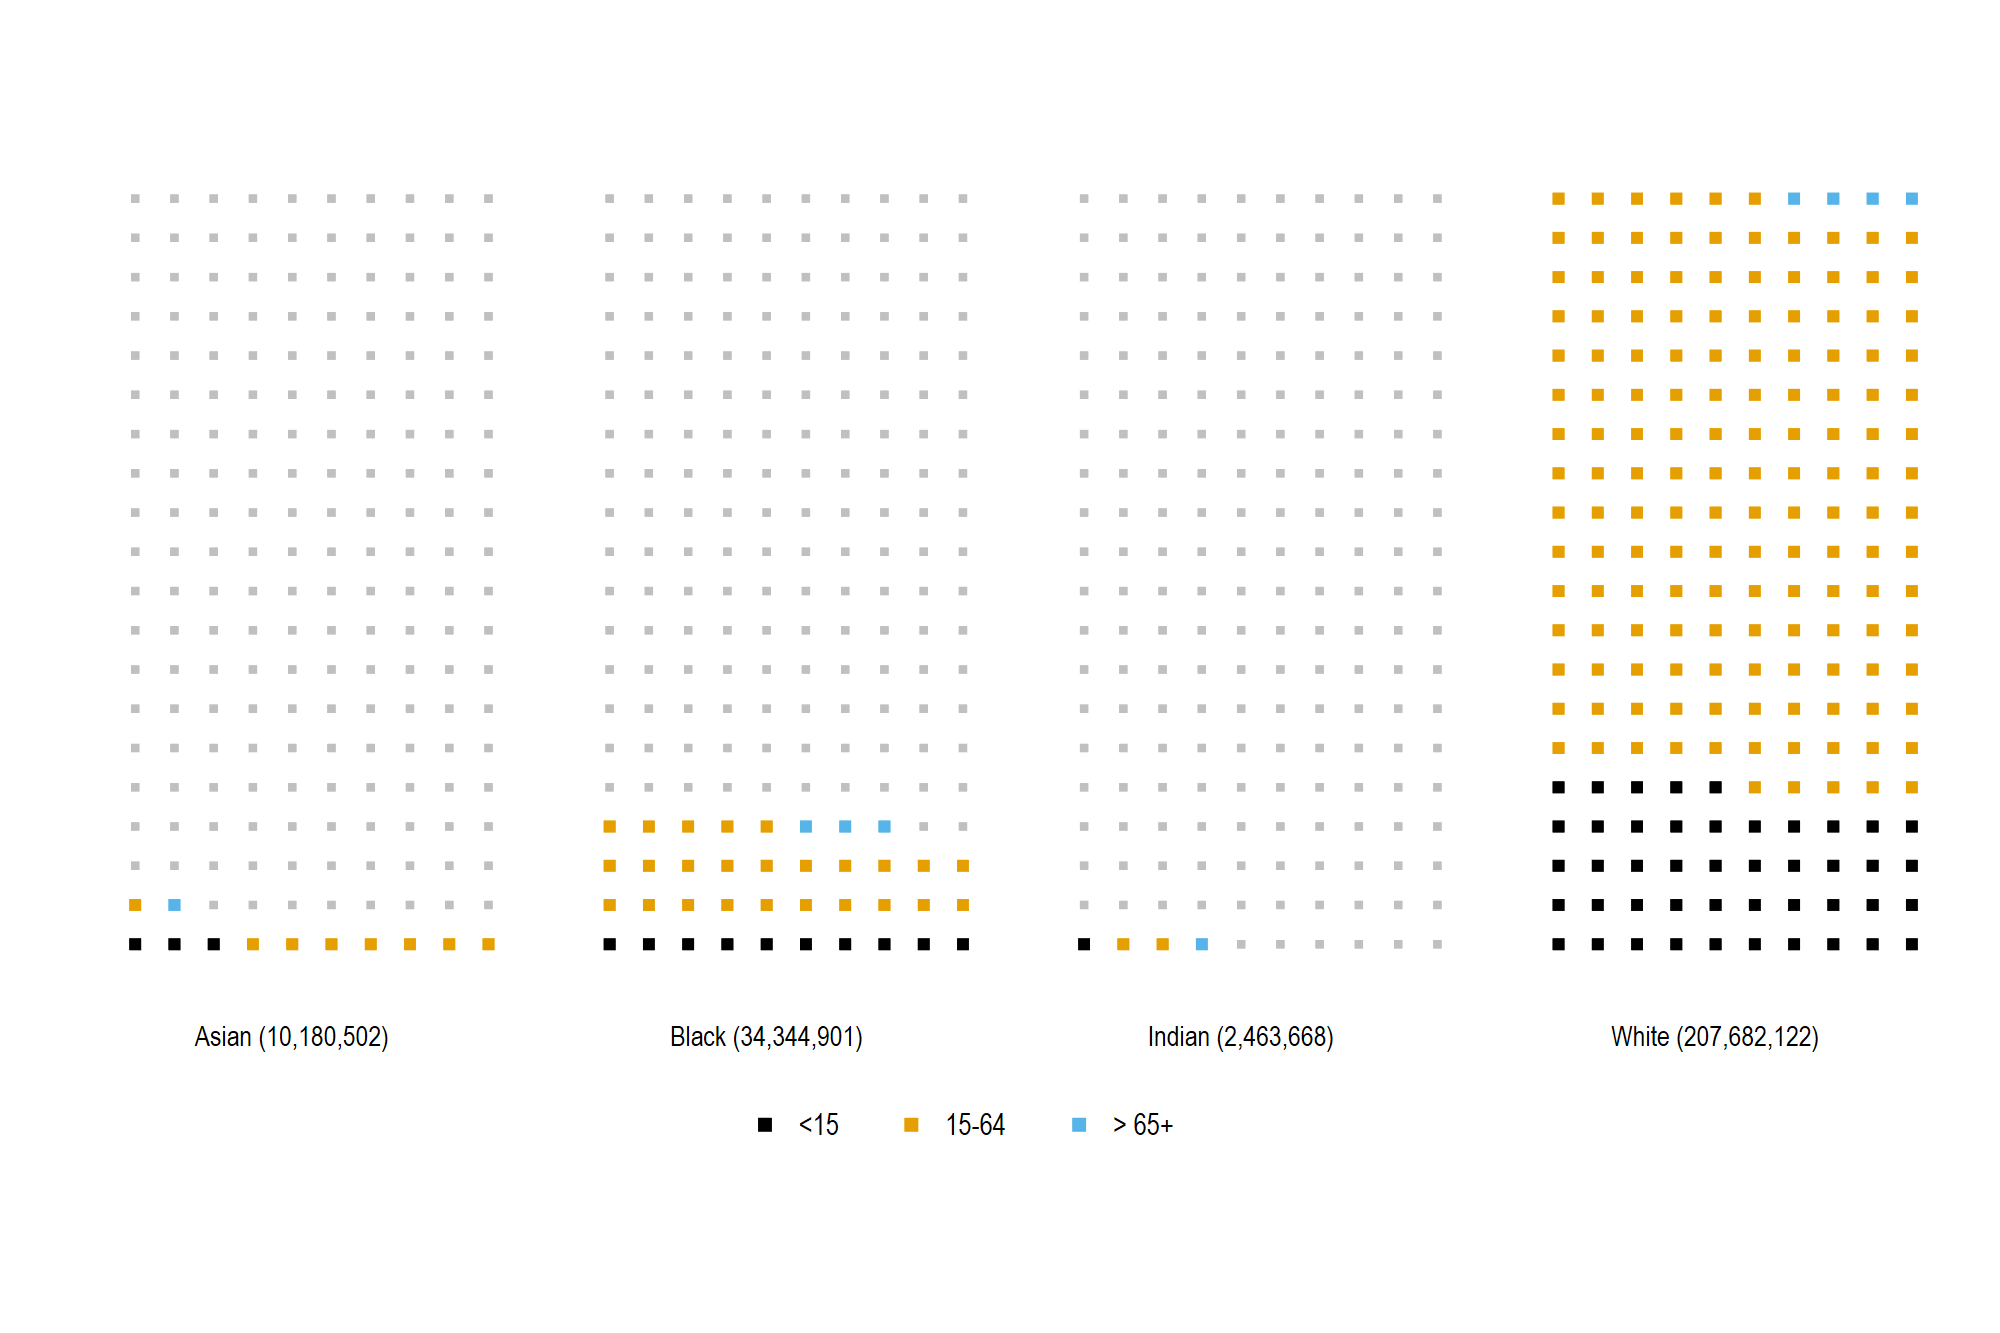 Asian (10,180,502)
Black (34,344,901)
Indian (2,463,668)
White (207,682,122)
<15
15-64
> 65+